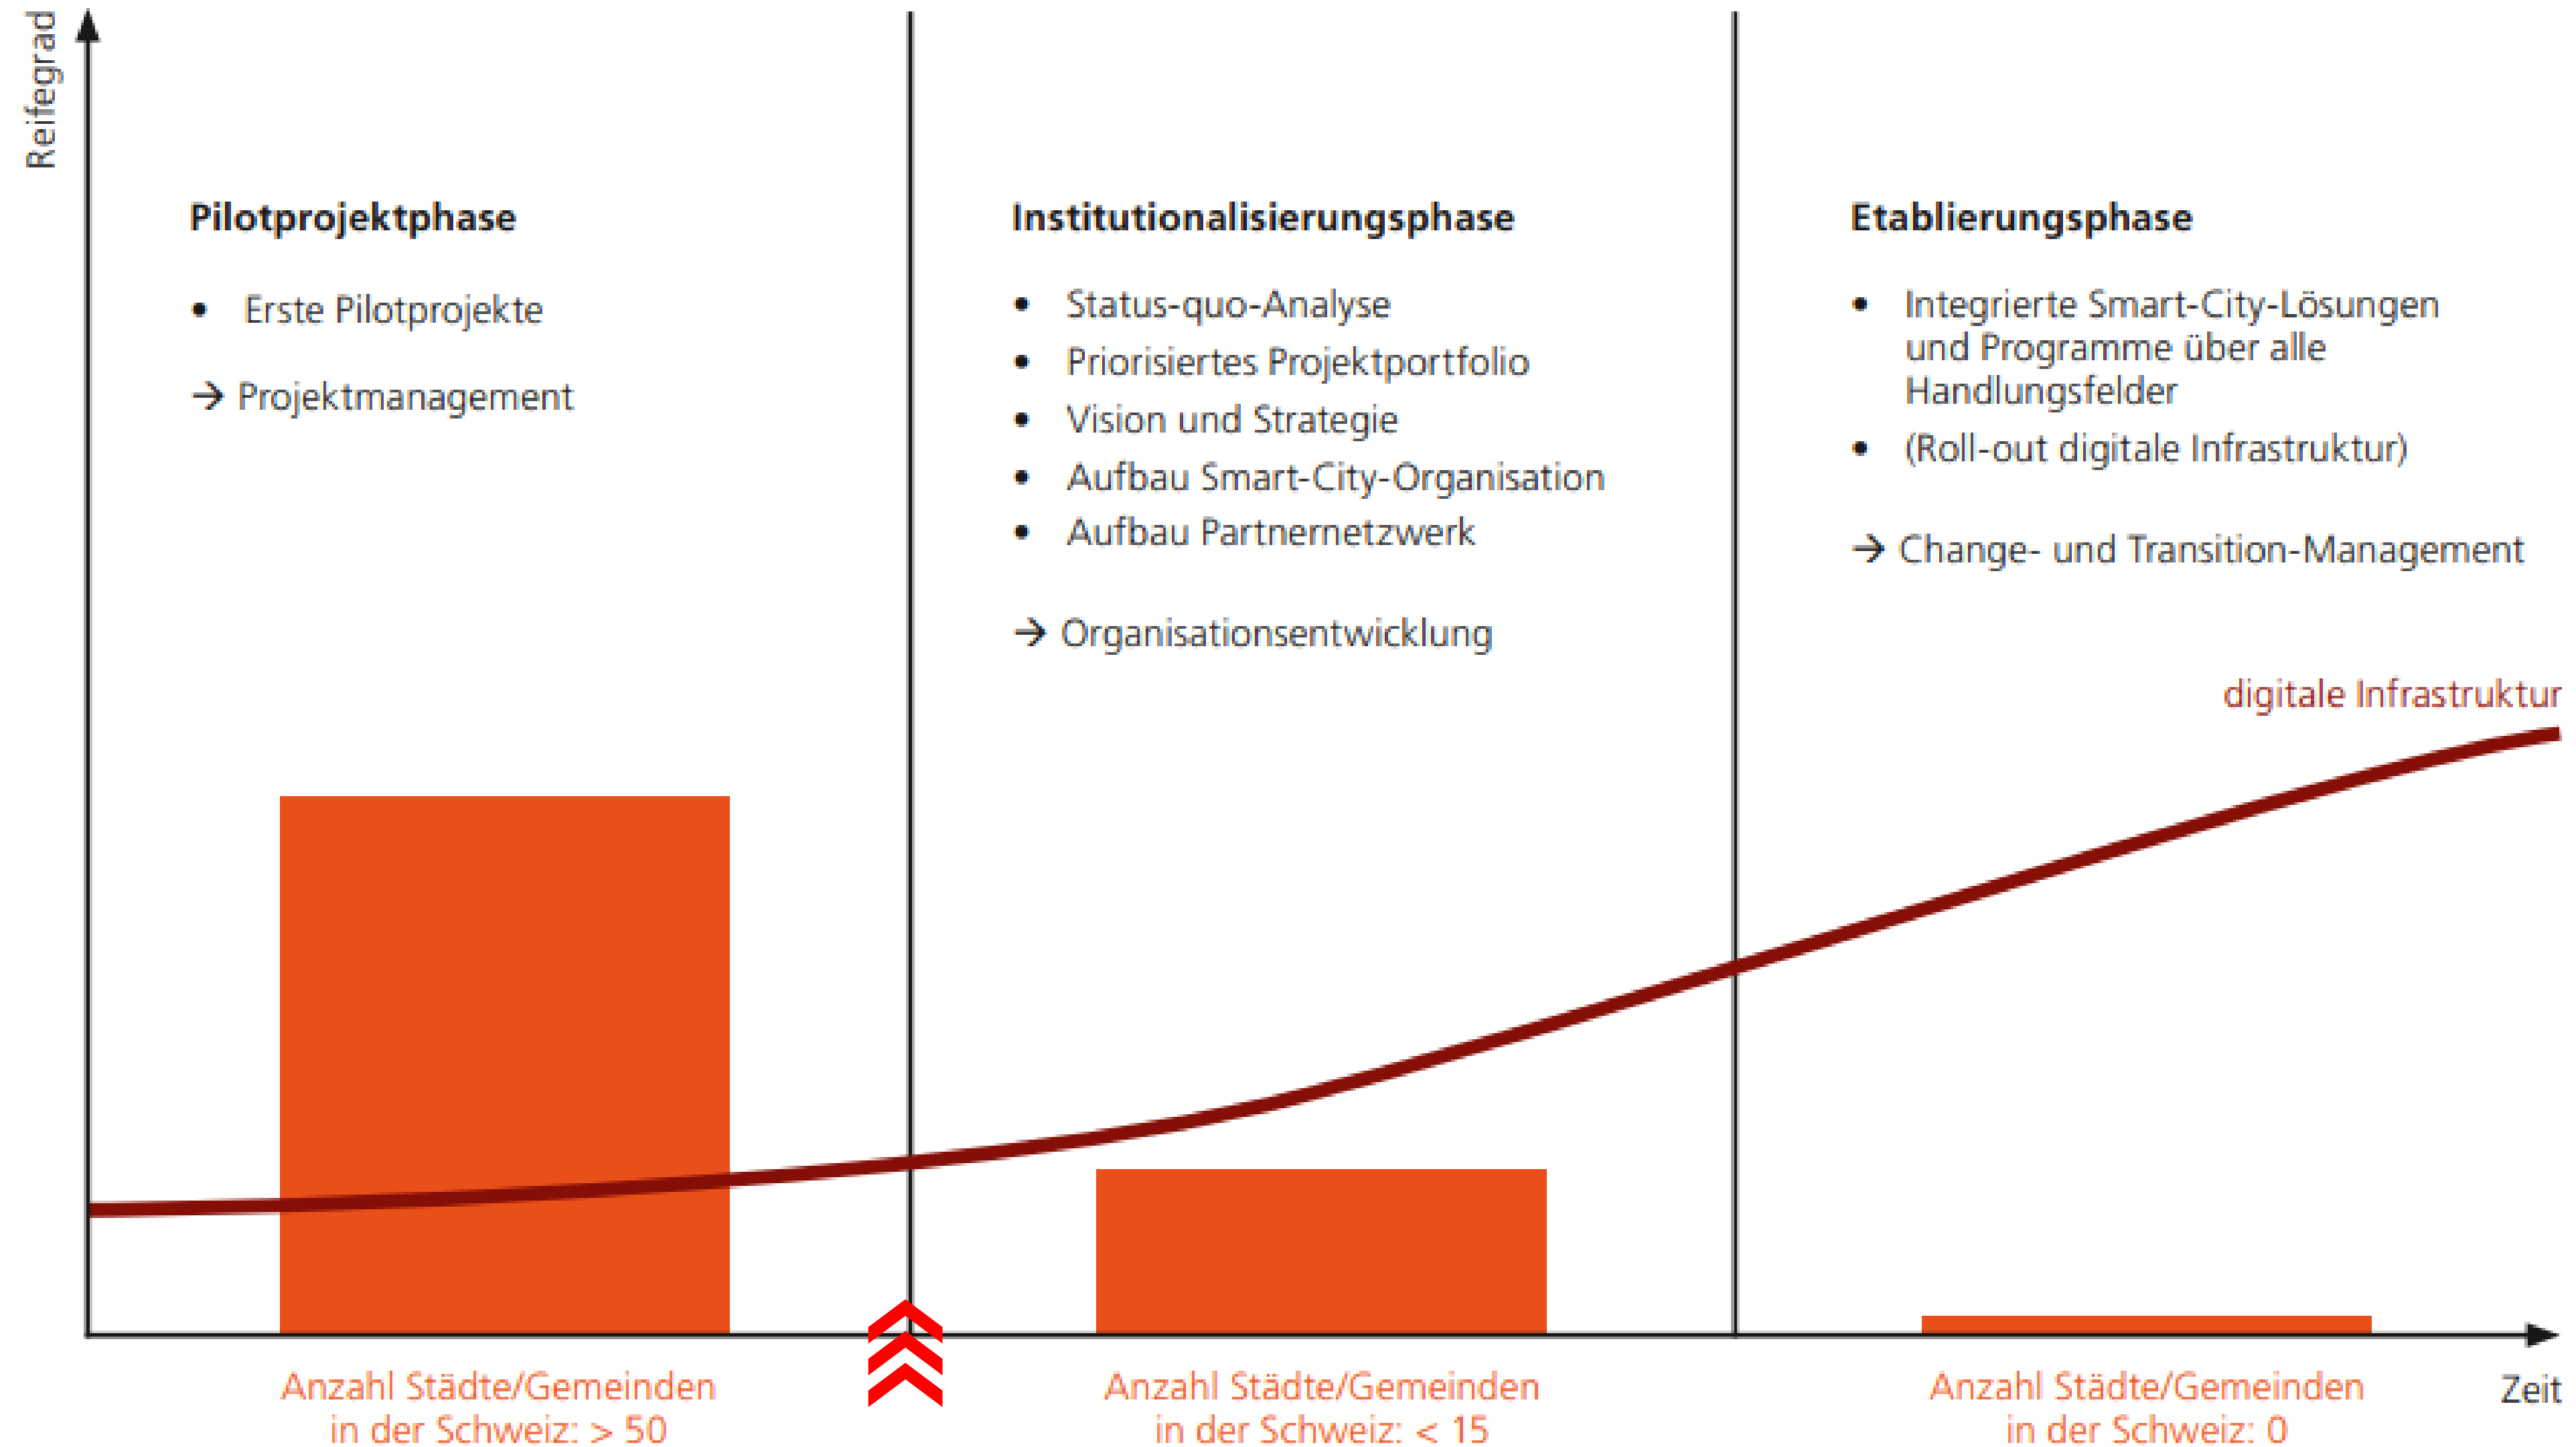 Reifegrad
Pilotprojektphase
• Erste Pilotprojekte
→ Projektmanagement
Institutionalisierungsphase
• Status-quo-Analyse
• Priorisiertes Projektportfolio
• Vision und Strategie
• Aufbau Smart-City-Organisation
• Aufbau Partnernetzwerk
→ Organisationsentwicklung
Etablierungsphase
• Integrierte Smart-City-Lösungen
und Programme über alle
Handlungsfelder
• (Roll-out digitale Infrastruktur)
→ Change- und Transition-Management
digitale Infrastruktur
Anzahl Städte/Gemeinden
in der Schweiz: > 50
Anzahl Städte/Gemeinden
in der Schweiz: < 15
Anzahl Städte/Gemeinden
in der Schweiz: 0
Zeit